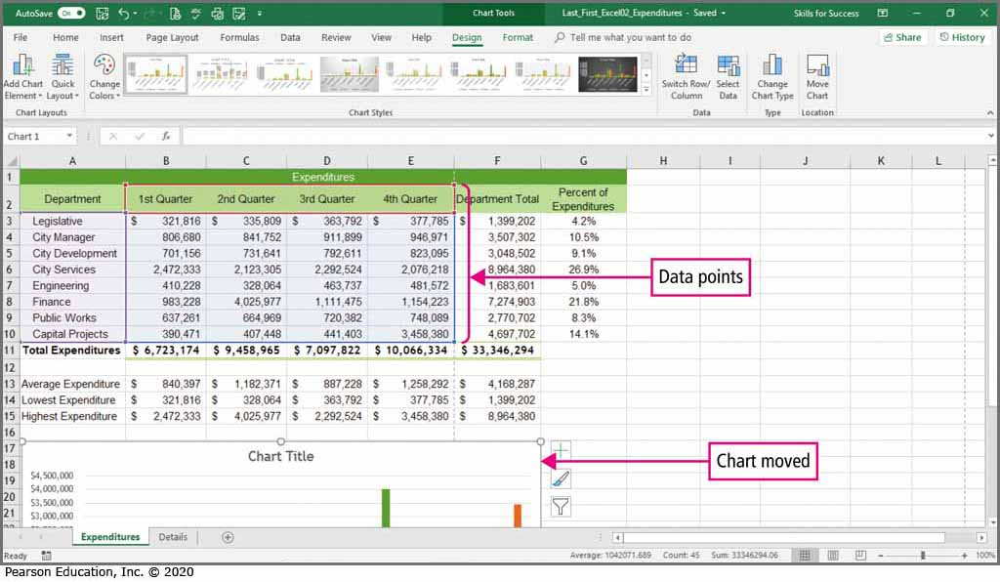 AutoSave On Chart Tools Last_First_Excel02_Expenditures - Saved Skills for Success
File Home Insert Page Layout Formulas Data Review View Help Design Format Tell me what you want to do Share History
Add Chart Element Quick Layout Change Colors Switch Row/ Column Select Data Change Chart Type Move Chart
Chart Layouts Chart Styles Data Type Location
Chart 1 fx
A B C D E F G H I J K L
1 Expenditures
2 Department 1st Quarter 2nd Quarter 3rd Quarter 4th Quarter Department Total Percent of Expenditures
3 Legislative $ 321,816 $ 335,809 $ 363,792 $ 377,785 $ 1,399,202 4.2%
4 City Manager 806,680 841,752 911,899 946,971 3,507,302 10.5%
5 City Development 701,156 731,641 792,611 823,095 3,048,502 9.1%
6 City Services 2,472,333 2,123,305 2,292,524 2,076,218 8,964,380 26.9%
7 Engineering 410,228 328,064 463,737 481,572 1,683,601 5.0%
8 Finance 983,228 4,025,977 1,111,475 1,154,223 7,274,903 21.8%
9 Public Works 637,261 664,969 720,382 748,089 2,770,702 8.3%
10 Capital Projects 390,471 407,448 441,403 3,458,380 4,697,702 14.1%
11 Total Expenditures $ 6,723,174 $ 9,458,965 $ 7,097,822 $ 10,066,334 $ 33,346,294
12
13 Average Expenditure $ 840,397 $ 1,182,371 $ 887,228 $ 1,258,292 $ 4,168,287
14 Lowest Expenditure $ 321,816 $ 328,064 $ 363,792 $ 377,785 $ 1,399,202
15 Highest Expenditure $ 2,472,333 $ 4,025,977 $ 2,292,524 $ 3,458,380 $ 8,964,380
16
17
18
19
20
21
Data points
Chart moved
Chart Title
$4,500,000
$4,000,000
$3,500,000
$3,000,000
Expenditures Details
Ready Average: 1042071.689 Count: 45 Sum: 33346294.06 100%
Pearson Education, Inc. © 2020